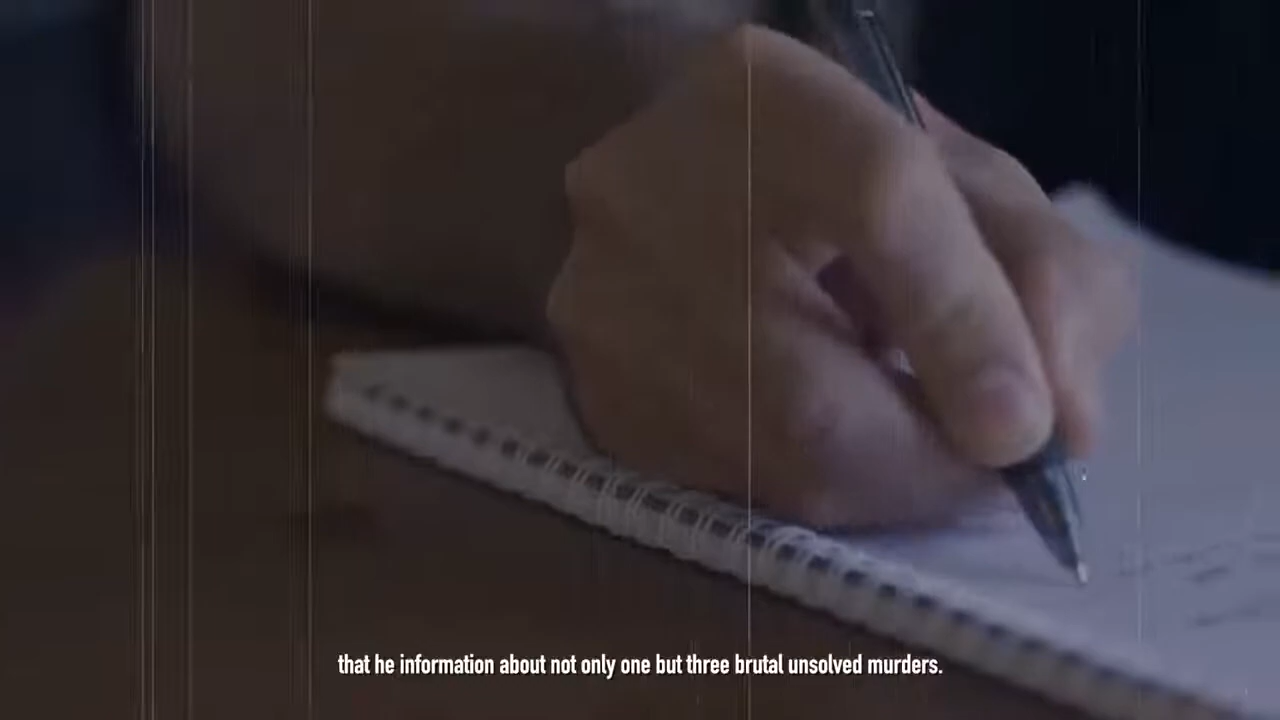 that he information about not only one but three brutal unsolved murders.